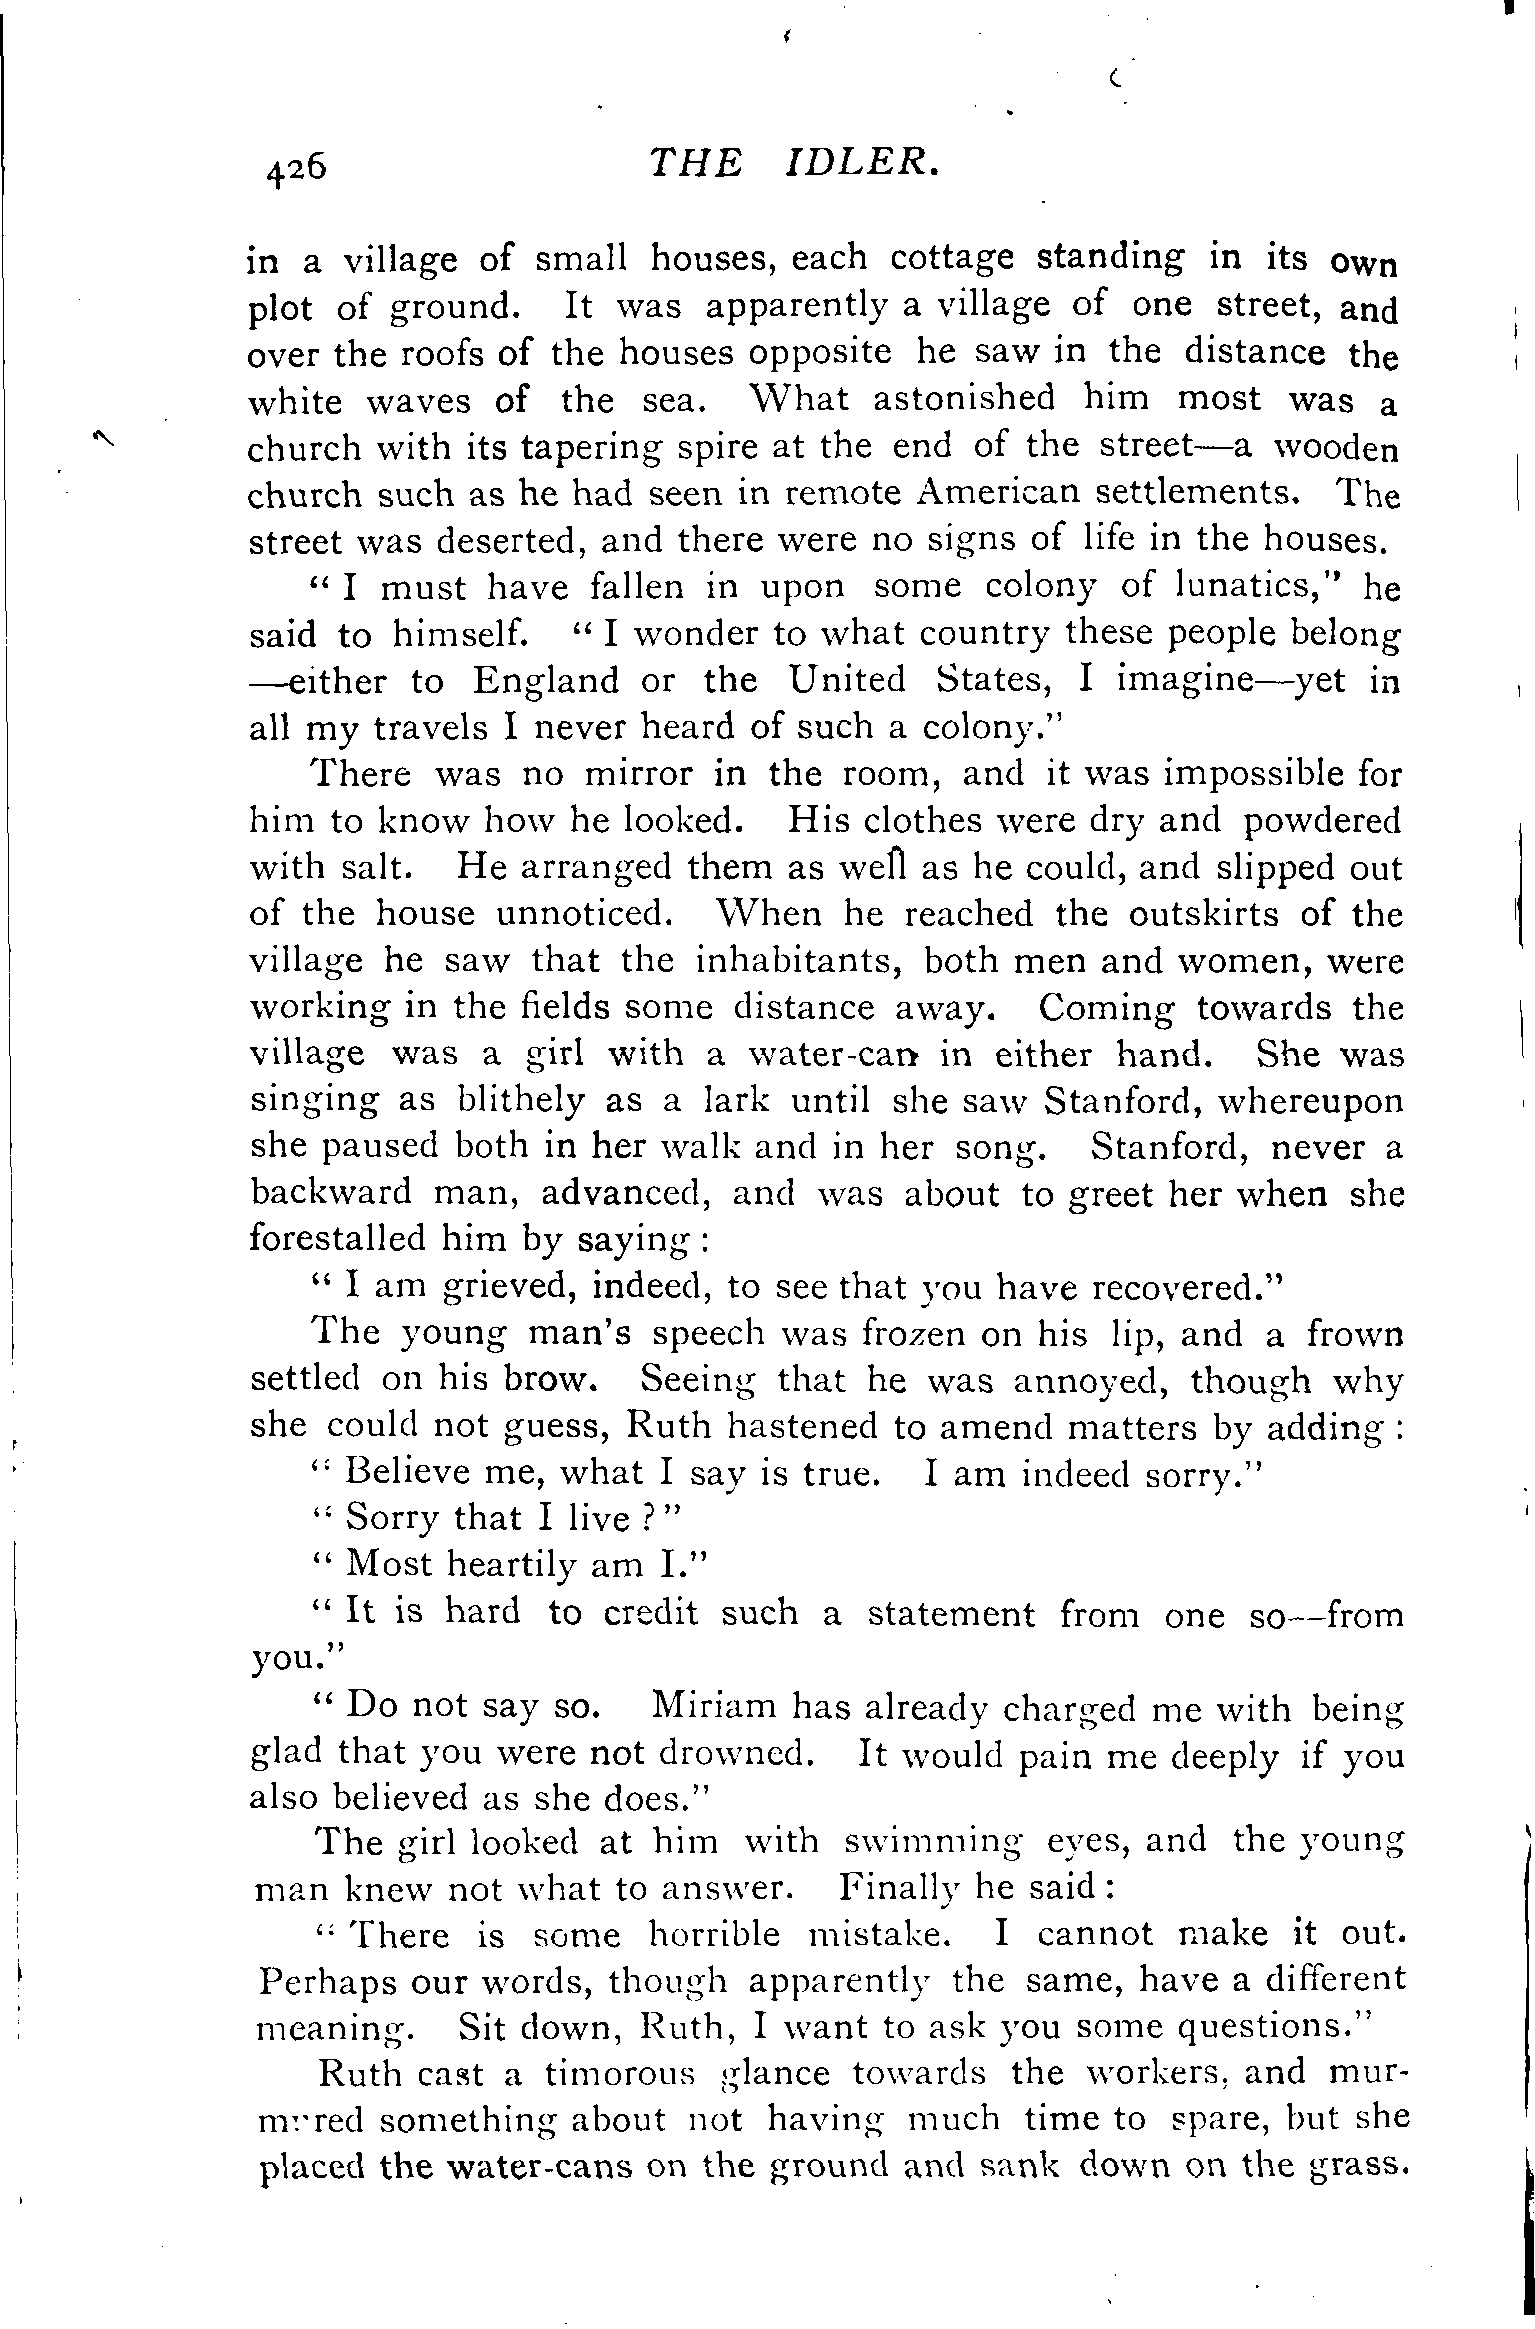 426 THE IDLER.
in a village of small houses, each cottage standing in its own
plot of ground. It was apparently a village of one street, and
over the roofs of the houses opposite he saw in the distance the
white waves of the sea. What astonished him most was a
church with its tapering spire at the end of the street—a wooden
church such as he had seen in remote American settlements. The
street was deserted, and there were no signs of life in the houses.
" I must have fallen in upon some colony of lunatics," he
said to himself. " I wonder to what country these people belong
—either to England or the United States, I imagine—yet in
all my travels I never heard of such a colony."
There was no mirror in the room, and it was impossible for
him to know how he looked. His clothes were dry and powdered
with salt. He arranged them as well as he could, and slipped out
of the house unnoticed. When he reached the outskirts of the
village he saw that the inhabitants, both men and women, were
working in the fields some distance away. Coming towards the
village was a girl with a water-can in either hand. She was
singing as blithely as a lark until she saw Stanford, whereupon
she paused both in her walk and in her song. Stanford, never a
backward man, advanced, and was about to greet her when she
forestalled him by saying :
" I am grieved, indeed, to see that you have recovered."
The young man's speech was frozen on his lip, and a frown
settled on his brow. Seeing that he was annoyed, though why
she could not guess, Ruth hastened to amend matters by adding :
" Believe me, what I say is true. I am indeed sorry."
" Sorry that I live ? "
" Most heartily am I."
" It is hard to credit such a statement from one so—from
you."
" Do not say so. Miriam has already charged me with being
glad that you were not drowned. It would pain me deeply if you
also believed as she does."
The girl looked at him with swimming eyes, and the young
man knew not what to answer. Finally he said :
" There is some horrible mistake. I cannot make it out.
Perhaps our words, though apparently the same, have a different
meaning. Sit down, Ruth, I want to ask you some questions."
Ruth cast a timorous glance towards the workers, and mur-
mured something about not having much time to spare, but she
placed the water-cans on the ground and sank down on the grass.